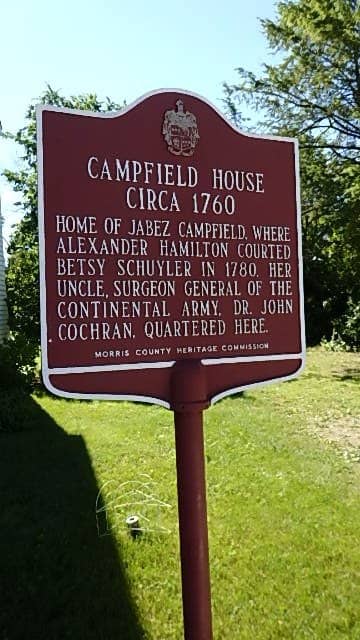 CAMPFIELD HOUSE
CIRCA 1760
HOME OF JABEZ CAMPFIELD, WHERE
ALEXANDER HAMILTON COURTED
BETSY SCHUYLER IN 1780. HER
UNCLE, SURGEON GENERAL OF THE
CONTINENTAL ARMY, DR. JOHN
COCHRAN, QUARTERED HERE.
MORRIS COUNTY HERITAGE COMMISSION